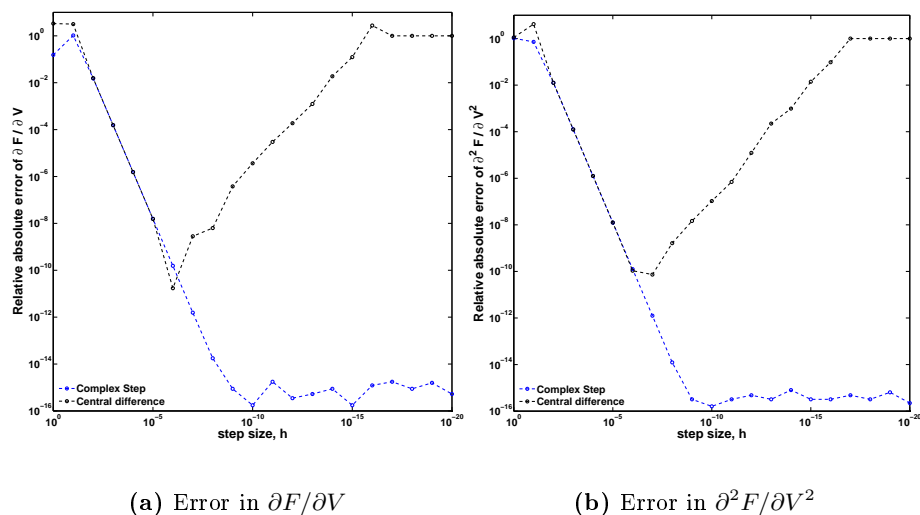 Relative absolute error of ∂ F / ∂ V
10^0
10^−2
10^−4
10^−6
10^−8
10^−10
10^−12
10^−14
10^−16
Complex Step
Central difference
10^0
10^−5
10^−10
10^−15
10^−20
step size, h
Relative absolute error of ∂^2 F / ∂ V^2
10^0
10^−2
10^−4
10^−6
10^−8
10^−10
10^−12
10^−14
10^−16
Complex Step
Central difference
10^0
10^−5
10^−10
10^−15
10^−20
step size, h
(a) Error in ∂F/∂V
(b) Error in ∂^2F/∂V^2